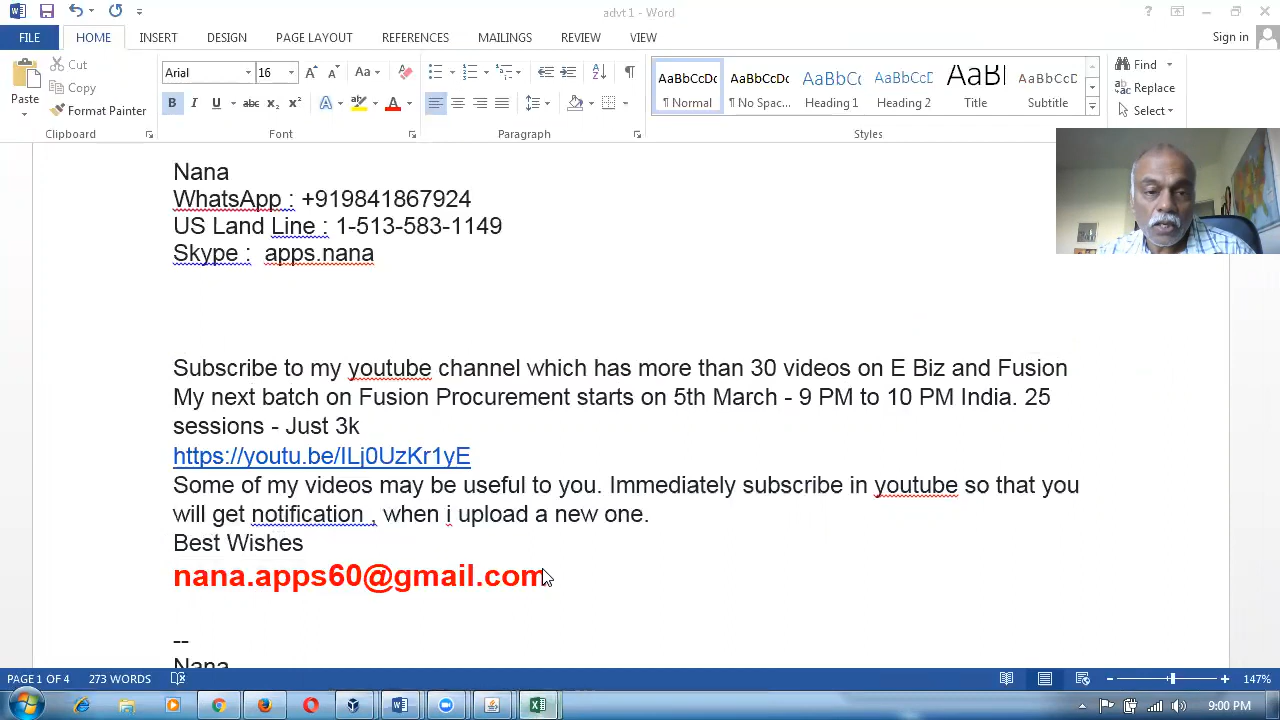 advt 1 - Word
Sign in
FILE HOME INSERT DESIGN PAGE LAYOUT REFERENCES MAILINGS REVIEW VIEW
Paste
Cut
Copy
Format Painter
Clipboard
Arial 16
Font
Paragraph
AaBbCcDc AaBbCcDc AaBbCc AaBbCcD AaB AaBbCcD
¶ Normal ¶ No Spac... Heading 1 Heading 2 Title Subtitle
Styles
Find
Replace
Select
Nana
WhatsApp : +919841867924
US Land Line : 1-513-583-1149
Skype : apps.nana
Subscribe to my youtube channel which has more than 30 videos on E Biz and Fusion
My next batch on Fusion Procurement starts on 5th March - 9 PM to 10 PM India. 25
sessions - Just 3k
https://youtu.be/ILj0UzKr1yE
Some of my videos may be useful to you. Immediately subscribe in youtube so that you
will get notification , when i upload a new one.
Best Wishes
nana.apps60@gmail.com
--
Nana
PAGE 1 OF 4 273 WORDS
147%
9:00 PM